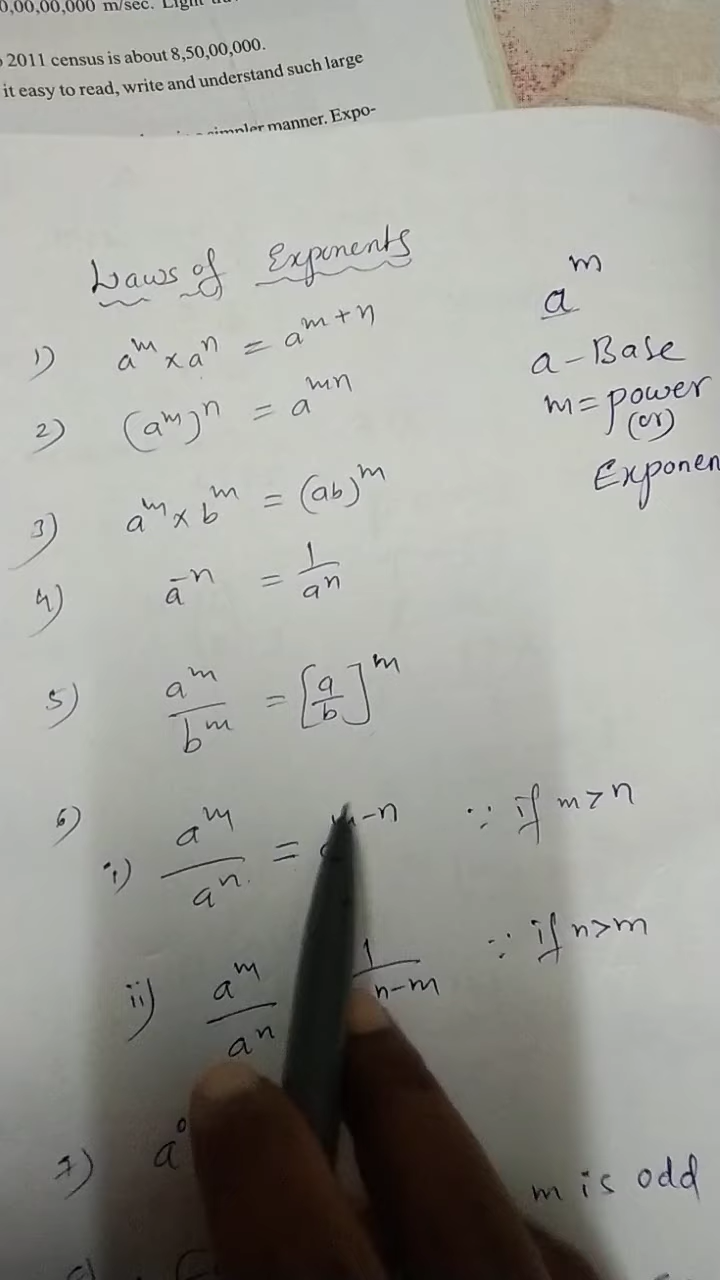 0,00,00,000 m/sec. Light
2011 census is about 8,50,00,000.
it easy to read, write and understand such large
simpler manner. Expo-
Laws of Exponents
1) a^m × a^n = a^{m+n}
2) (a^m)^n = a^{mn}
3) a^m × b^m = (ab)^m
4) a^{-n} = 1/a^n
5) a^m/b^m = [a/b]^m
6) i) a^m/a^n = a^{m-n} ∵ if m>n
ii) a^m/a^n 1/ n-m ∵ if n>m
7) a^0
m is odd
a^m
a - Base
m = power
(or)
Exponen